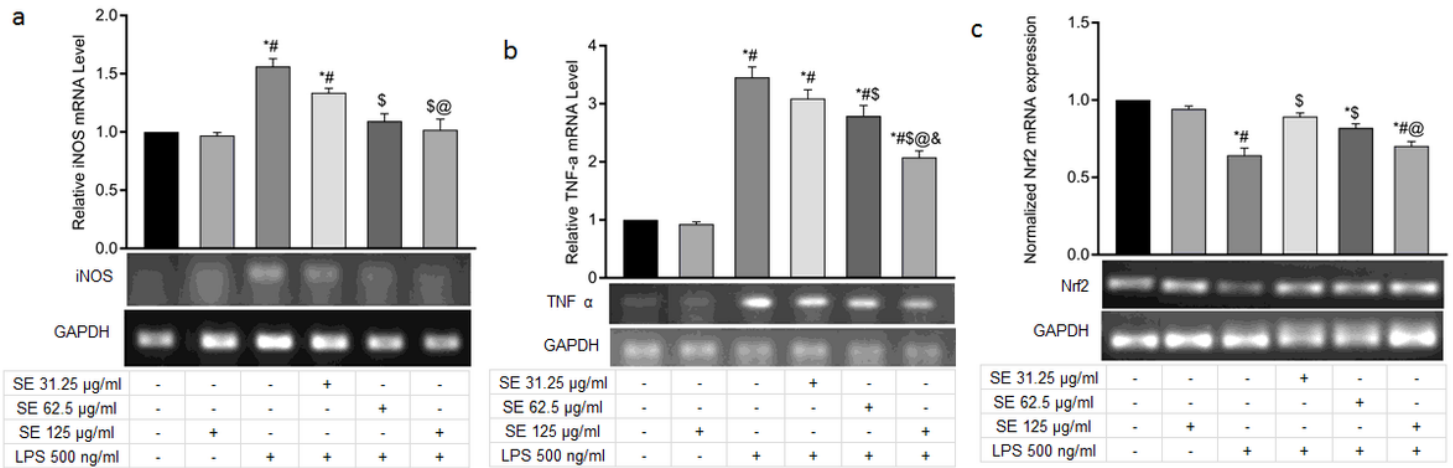 a
Relative iNOS mRNA Level
2.0
1.5
1.0
0.5
0.0
*#
*#
$
$@
iNOS
GAPDH
SE 31.25 µg/ml - - - + - -
SE 62.5 µg/ml - - - - + -
SE 125 µg/ml - + - - - +
LPS 500 ng/ml - - + + + +
b
Relative TNF-a mRNA Level
4
3
2
1
0
*#
*#
*#$
*#$@&
TNF α
GAPDH
SE 31.25 µg/ml - - - + - -
SE 62.5 µg/ml - - - - + -
SE 125 µg/ml - + - - - +
LPS 500 ng/ml - - + + + +
c
Normalized Nrf2 mRNA expression
1.5
1.0
0.5
0.0
*#
$
*$
*#@
Nrf2
GAPDH
SE 31.25 µg/ml - - - + - -
SE 62.5 µg/ml - - - - + -
SE 125 µg/ml - + - - - +
LPS 500 ng/ml - - + + + +